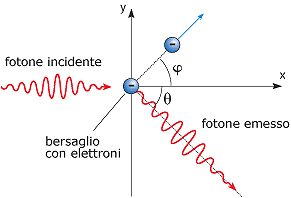 y
fotone incidente
φ
x
θ
fotone emesso
bersaglio
con elettroni